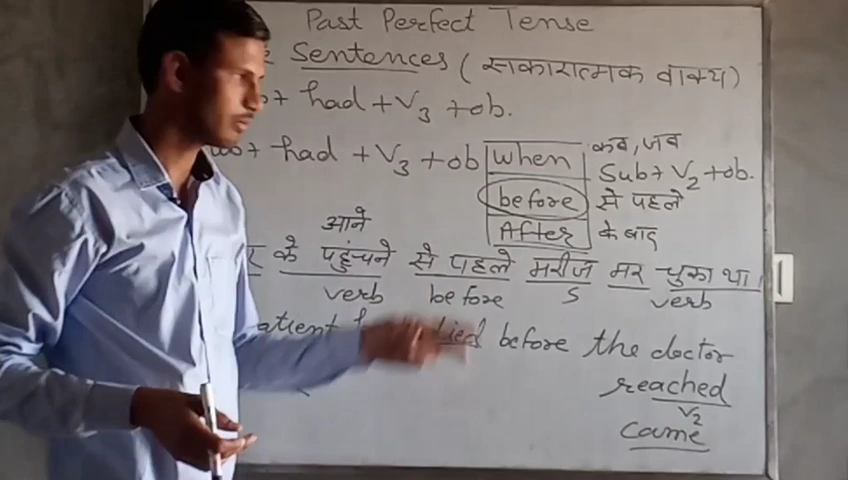 Past Perfect Tense
Sentences (सकारात्मक वाक्य)
+ had + V3 + ob.
+ had + V3 + ob when कब, जब
Sub + V2 + ob.
before से पहले
After के बाद
आने
के पहुंचने से पहले मरीज मर चुका था।
verb before S verb
before the doctor
reached
V2
came